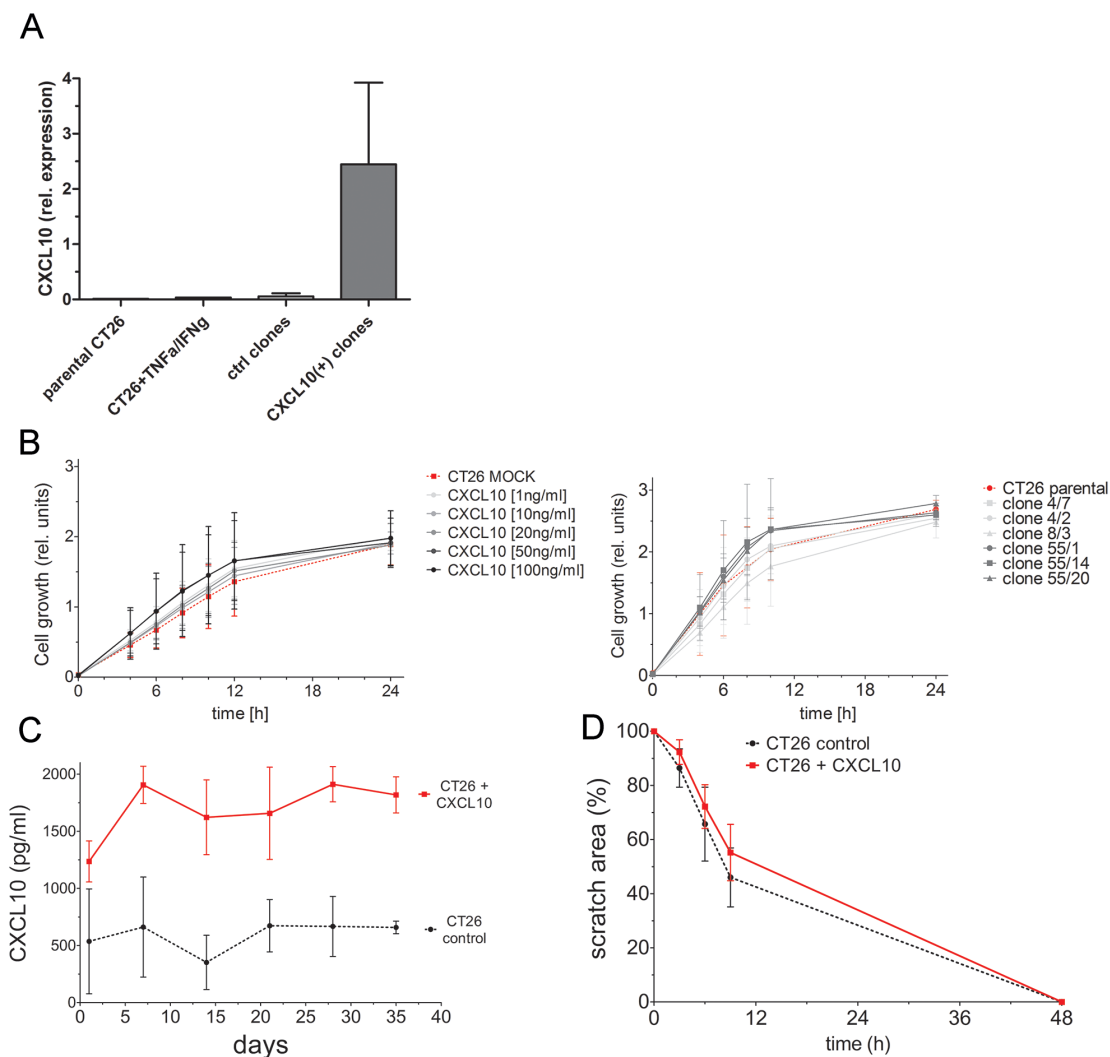 A
CXCL10 (rel. expression)
4
3
2
1
0
parental CT26
CT26+TNFa/IFNg
ctrl clones
CXCL10(+) clones
B
Cell growth (rel. units)
3
2
1
0
0 6 12 18 24
time [h]
CT26 MOCK
CXCL10 [1ng/ml]
CXCL10 [10ng/ml]
CXCL10 [20ng/ml]
CXCL10 [50ng/ml]
CXCL10 [100ng/ml]
Cell growth (rel. units)
3
2
1
0
0 6 12 18 24
time [h]
CT26 parental
clone 4/7
clone 4/2
clone 8/3
clone 55/1
clone 55/14
clone 55/20
C
CXCL10 (pg/ml)
2000
1500
1000
500
0
0 5 10 15 20 25 30 35 40
days
CT26 +
CXCL10
CT26
control
D
scratch area (%)
100
80
60
40
20
0
0 12 24 36 48
time (h)
CT26 control
CT26 + CXCL10